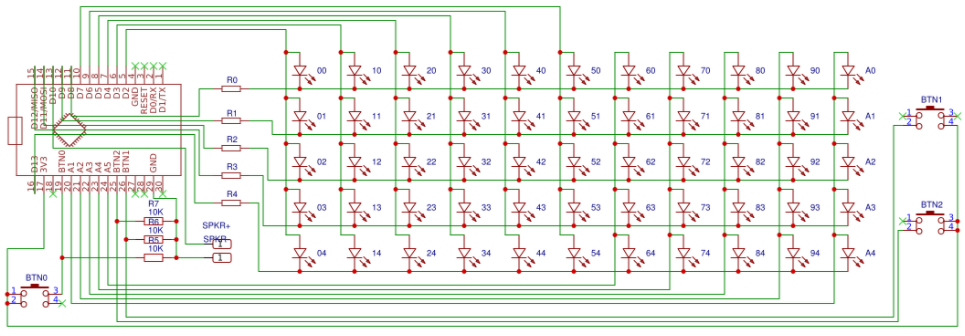 15 14 13 12 11 10 9 8 7 6 5 4 3 2 1
D12/MISO
D11/MOSI
D10
D9
D8
D7
D6
D5
D4
D3
D2
GND
RESET
D0/RX
D1/TX
D13
3V3
BTN0
A1
A2
A3
A4
A5
BTN2
BTN1
GND
16 17 18 19 20 21 22 23 24 25 26 27 28 29 30
R0
R1
R2
R3
R4
00 10 20 30 40 50 60 70 80 90 A0
01 11 21 31 41 51 61 71 81 91 A1
02 12 22 32 42 52 62 72 82 92 A2
03 13 23 33 43 53 63 73 83 93 A3
04 14 24 34 44 54 64 74 84 94 A4
BTN1
1 3
2 4
BTN2
1 3
2 4
R7
10K
R6
10K
R5
10K
SPKR+
1
SPKR-
1
BTN0
1 3
2 4